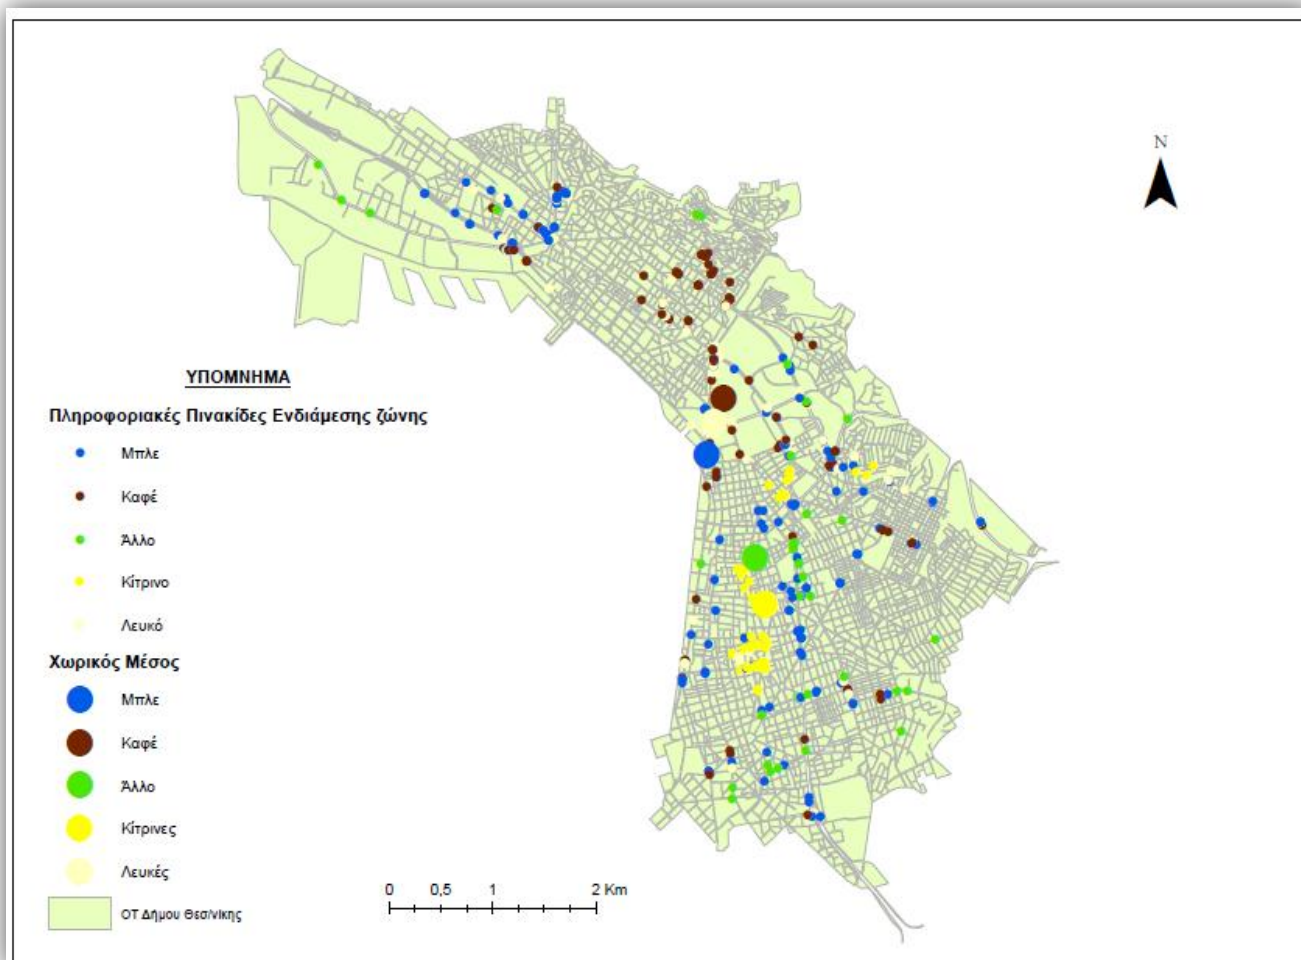 N
ΥΠΟΜΝΗΜΑ
Πληροφοριακές Πινακίδες Ενδιάμεσης ζώνης
Μπλε
Καφέ
Άλλο
Κίτρινο
Λευκό
Χωρικός Μέσος
Μπλε
Καφέ
Άλλο
Κίτρινες
Λευκές
ΟΤ Δήμου Θεσ/νίκης
0 0,5 1 2 Km